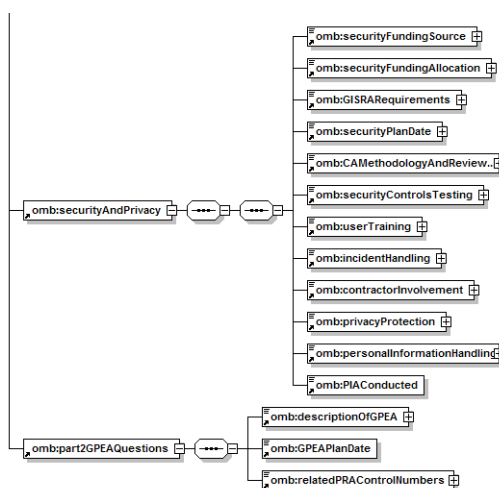 omb:securityFundingSource
omb:securityFundingAllocation
omb:GISRARequirements
omb:securityPlanDate
omb:CAMethodologyAndReview..
omb:securityControlsTesting
omb:securityAndPrivacy
omb:userTraining
omb:incidentHandling
omb:contractorInvolvement
omb:privacyProtection
omb:personalInformationHandling
omb:PIAConducted
omb:descriptionOfGPEA
omb:part2GPEAQuestions
omb:GPEAPlanDate
omb:relatedPRAControlNumbers